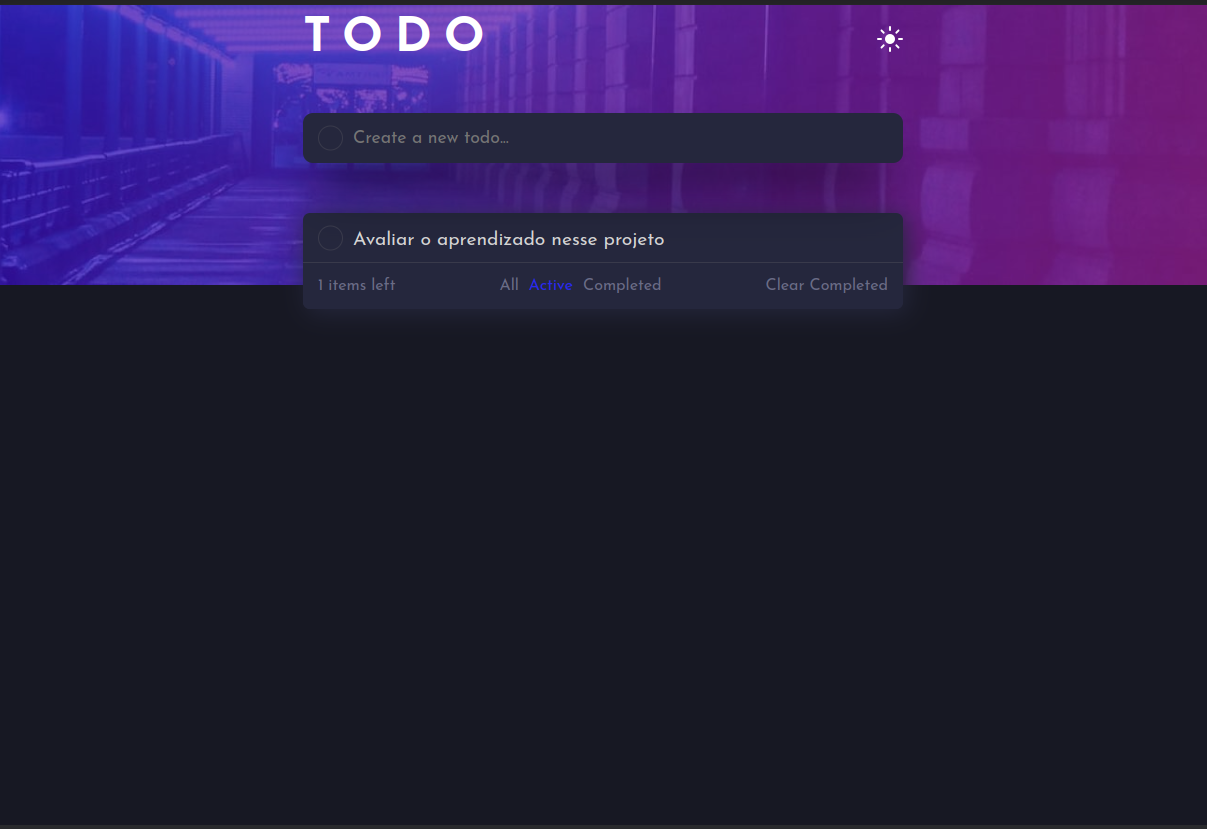 TODO
Create a new todo...
Avaliar o aprendizado nesse projeto
1 items left All Active Completed Clear Completed